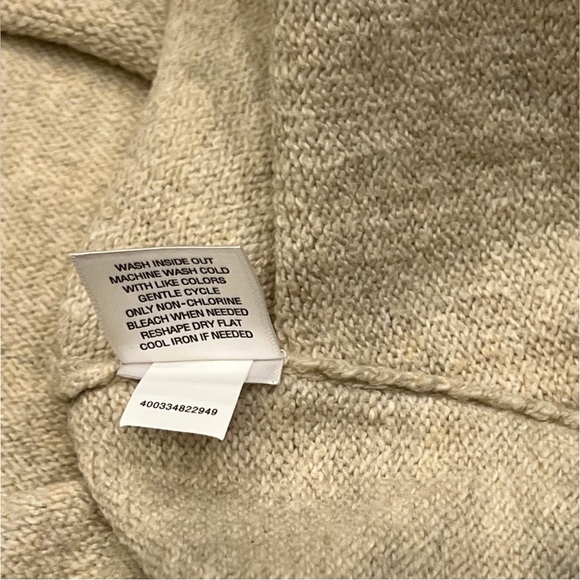 WASH INSIDE OUT
MACHINE WASH COLD
WITH LIKE COLORS
GENTLE CYCLE
ONLY NON-CHLORINE
BLEACH WHEN NEEDED
RESHAPE DRY FLAT
COOL IRON IF NEEDED
400334822949